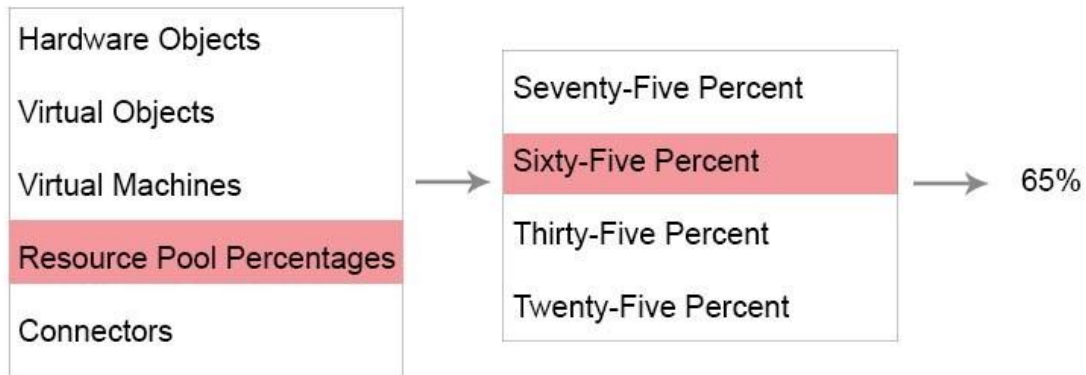 Hardware Objects
Virtual Objects
Virtual Machines
Resource Pool Percentages
Connectors
Seventy-Five Percent
Sixty-Five Percent
Thirty-Five Percent
Twenty-Five Percent
65%